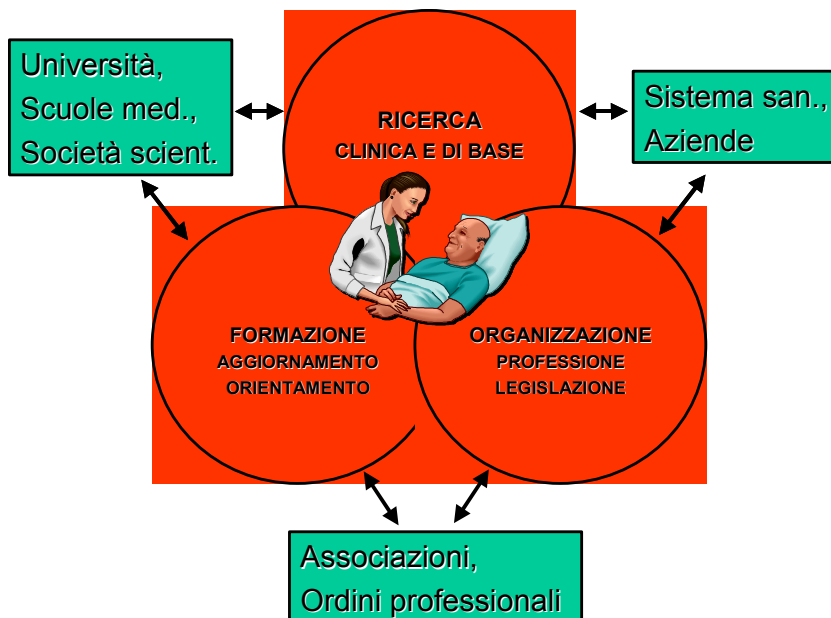 Università,
Scuole med.,
Società scient.
RICERCA
CLINICA E DI BASE
Sistema san.,
Aziende
FORMAZIONE
AGGIORNAMENTO
ORIENTAMENTO
ORGANIZZAZIONE
PROFESSIONE
LEGISLAZIONE
Associazioni,
Ordini professionali